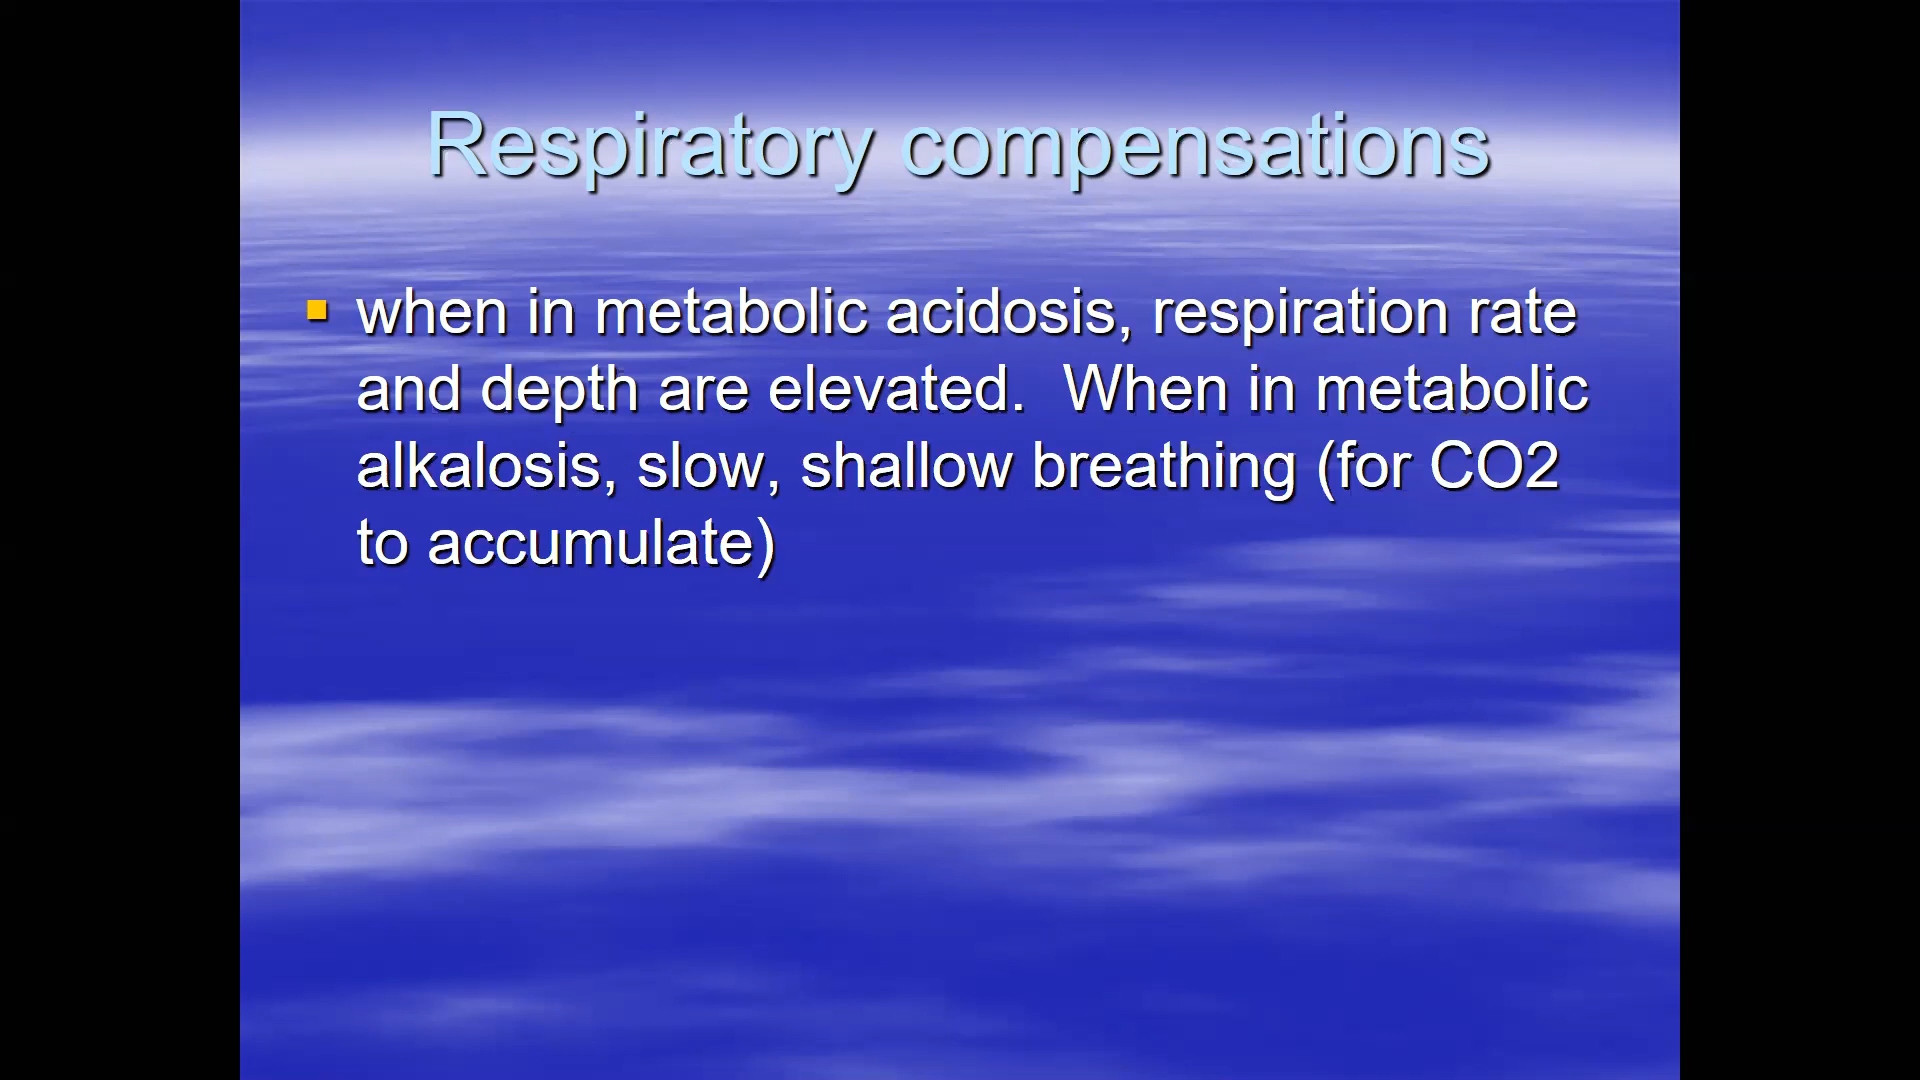 Respiratory compensations
when in metabolic acidosis, respiration rate
and depth are elevated.  When in metabolic
alkalosis, slow, shallow breathing (for CO2
to accumulate)